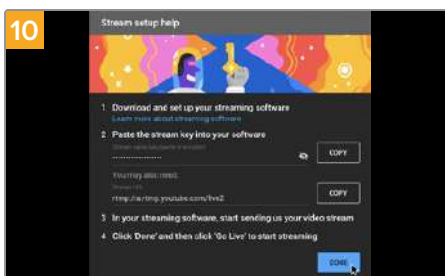 10
Stream setup help
1 Download and set up your streaming software
Learn more about streaming software
2 Paste the stream key into your software
COPY
You may also need:
Stream URL
rtmp://a.rtmp.youtube.com/live2
COPY
3 In your streaming software, start sending us your video stream
4 Click 'Done' and then click 'Go Live' to start streaming
DONE